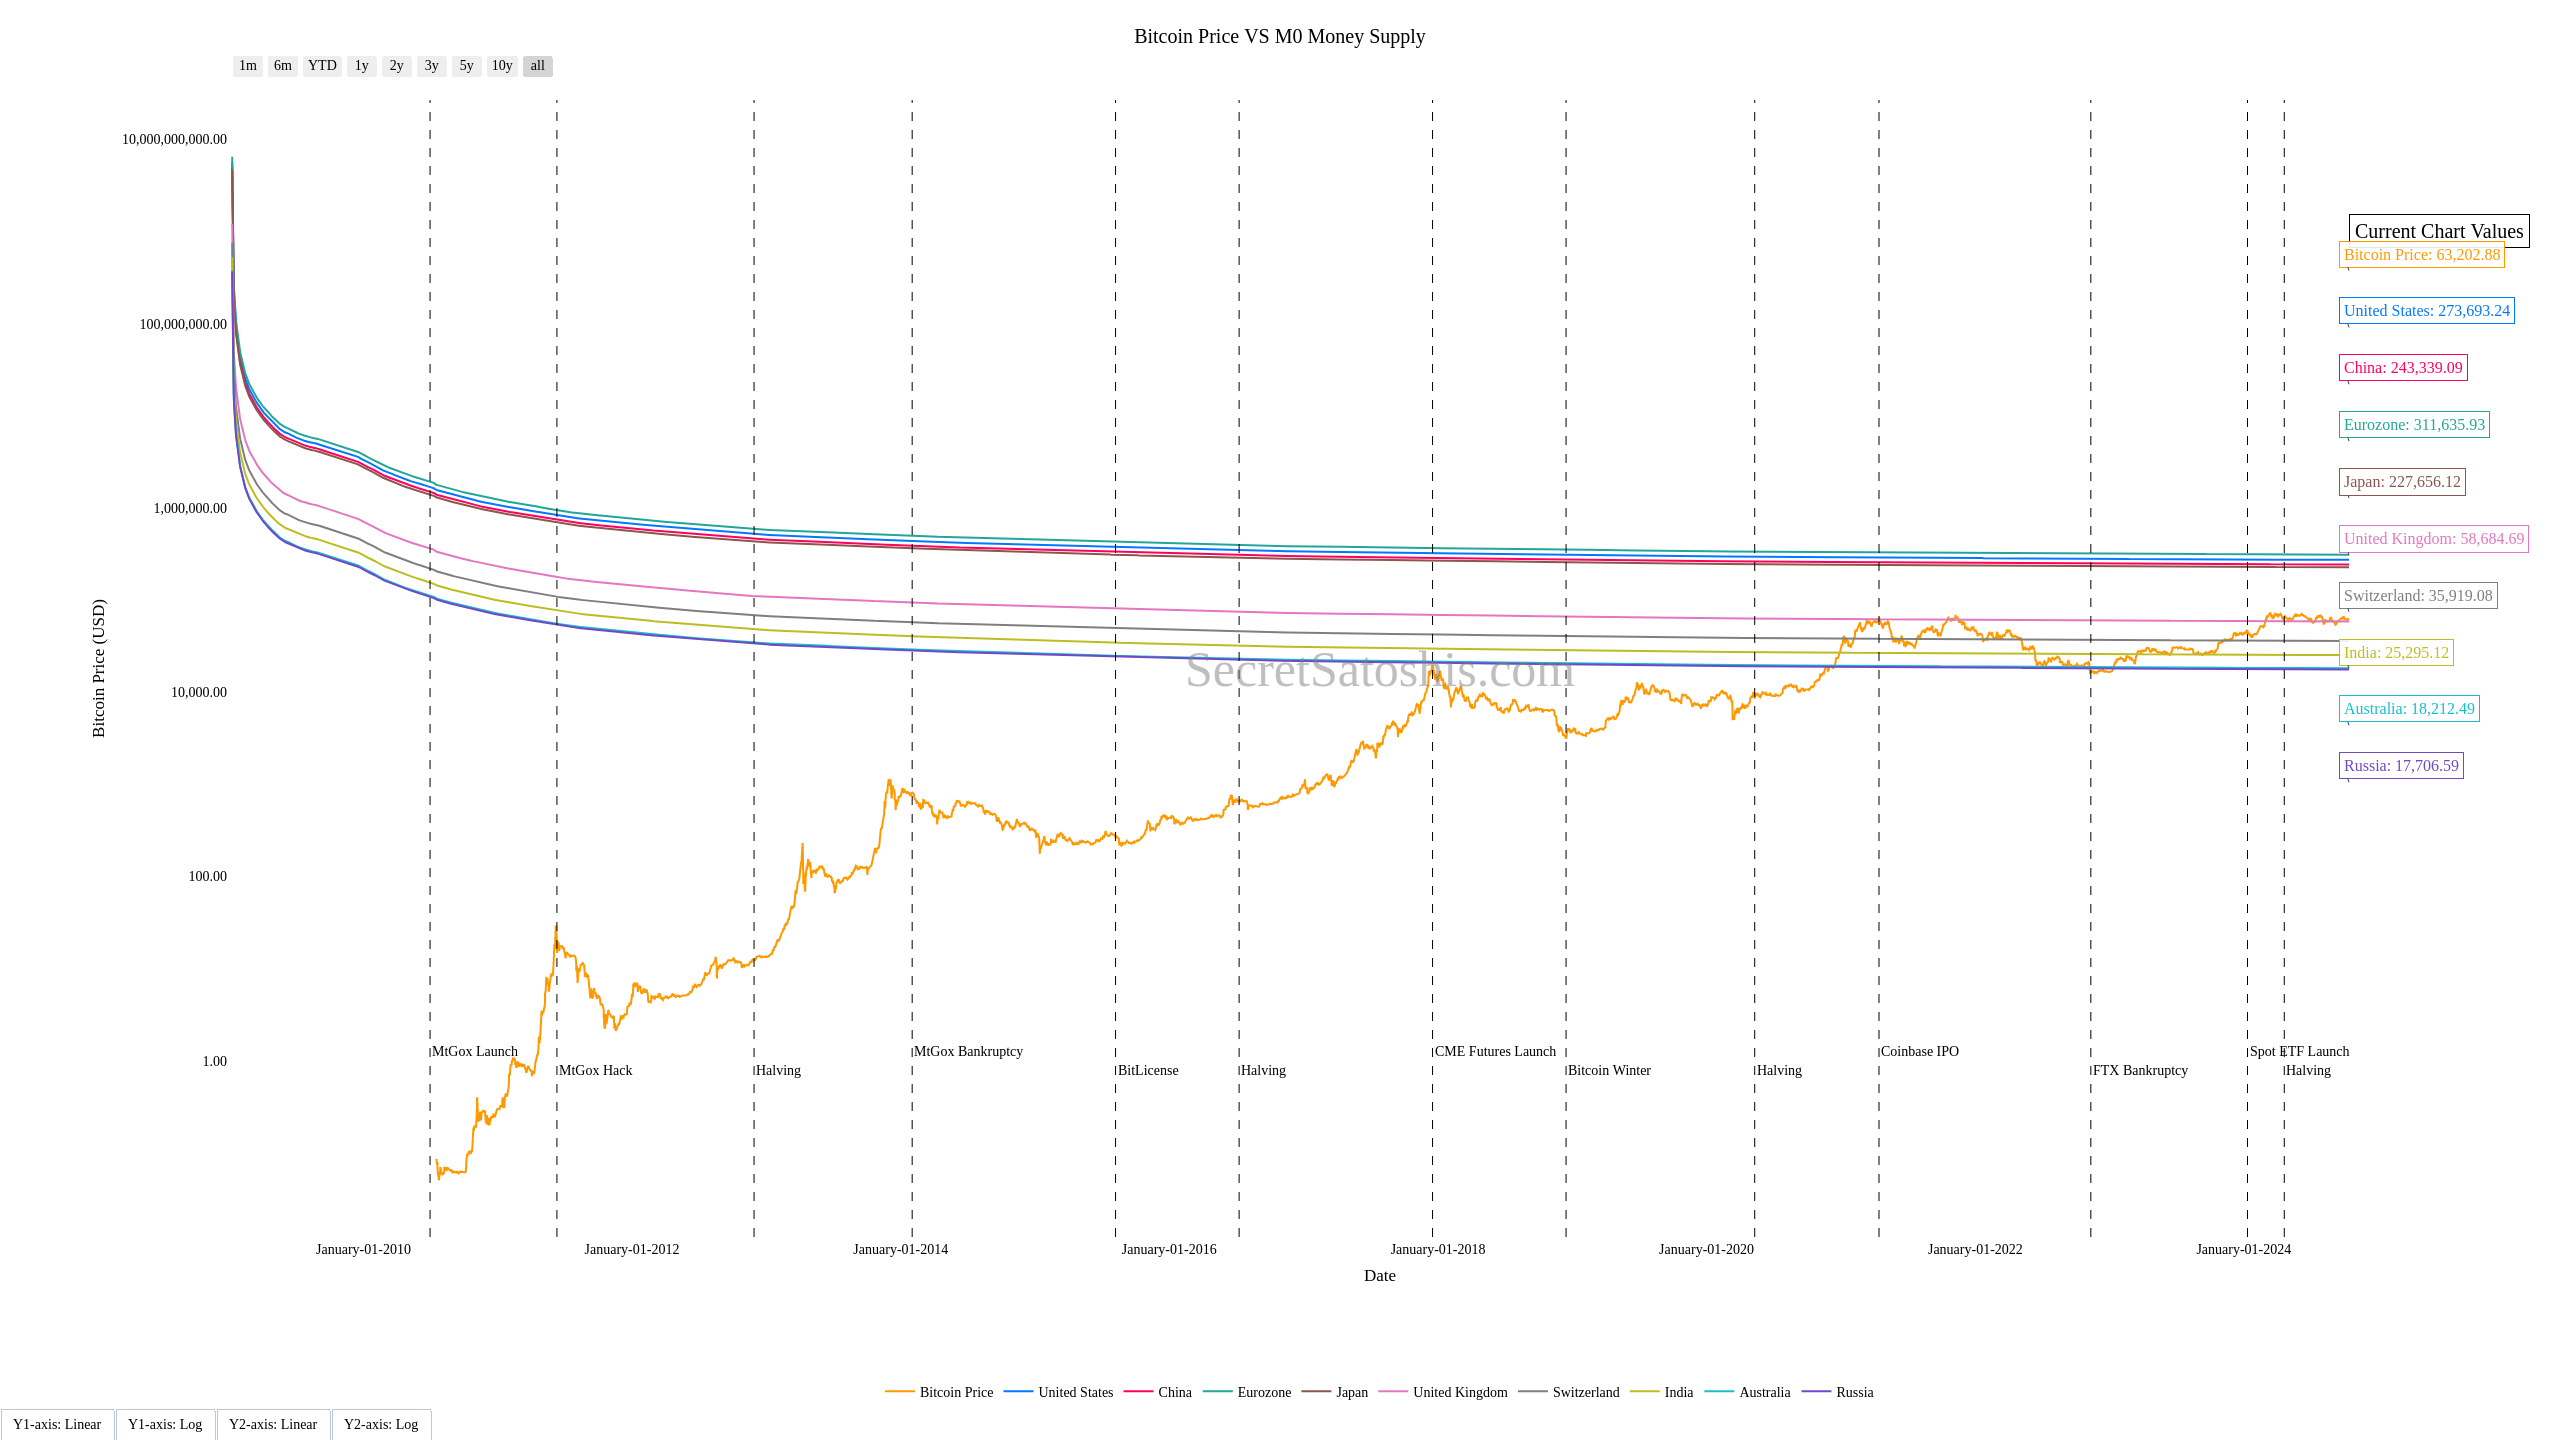 Bitcoin Price VS M0 Money Supply
1m 6m YTD 1y 2y 3y 5y 10y all
10,000,000,000.00
100,000,000.00
1,000,000.00
10,000.00
100.00
1.00
Bitcoin Price (USD)
Current Chart Values
Bitcoin Price: 63,202.88
United States: 273,693.24
China: 243,339.09
Eurozone: 311,635.93
Japan: 227,656.12
United Kingdom: 58,684.69
Switzerland: 35,919.08
India: 25,295.12
Australia: 18,212.49
Russia: 17,706.59
SecretSatoshis.com
MtGox Launch
MtGox Hack
Halving
MtGox Bankruptcy
BitLicense
Halving
CME Futures Launch
Bitcoin Winter
Halving
Coinbase IPO
FTX Bankruptcy
Spot ETF Launch
Halving
January-01-2010 January-01-2012 January-01-2014 January-01-2016 January-01-2018 January-01-2020 January-01-2022 January-01-2024
Date
Bitcoin Price United States China Eurozone Japan United Kingdom Switzerland India Australia Russia
Y1-axis: Linear Y1-axis: Log Y2-axis: Linear Y2-axis: Log